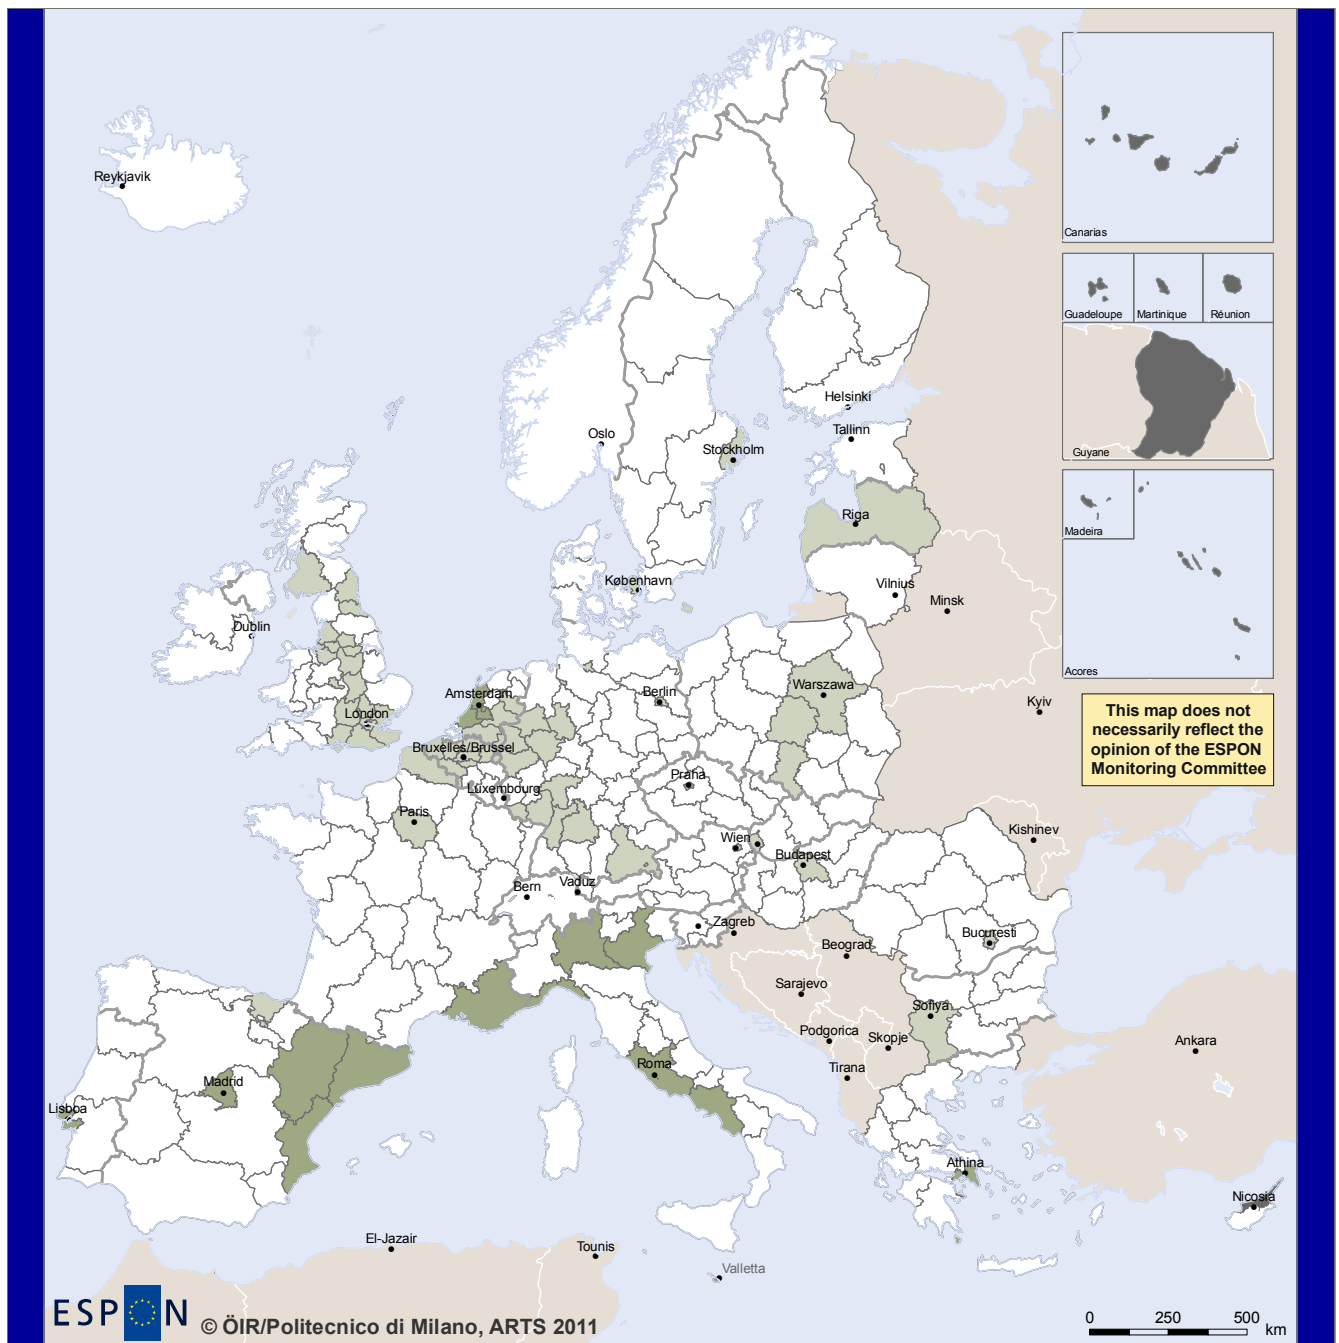 Reykjavik
Canarias
Guadeloupe
Martinique
Réunion
Guyane
Helsinki
Oslo
Tallinn
Stockholm
Riga
Madeira
København
Vilnius
Minsk
Dublin
Acores
Amsterdam
Berlin
Warszawa
Kyiv
London
This map does not
necessarily reflect the
opinion of the ESPON
Monitoring Committee
Bruxelles/Brussel
Praha
Luxembourg
Paris
Kishinev
Wien
Budapest
Bern
Vaduz
Zagreb
Bucuresti
Beograd
Sarajevo
Sofiya
Podgorica
Skopje
Ankara
Roma
Tirana
Madrid
Lisboa
Athina
Nicosia
El-Jazair
Tounis
Valletta
ESPON
© ÖIR/Politecnico di Milano, ARTS 2011
0 250 500
km